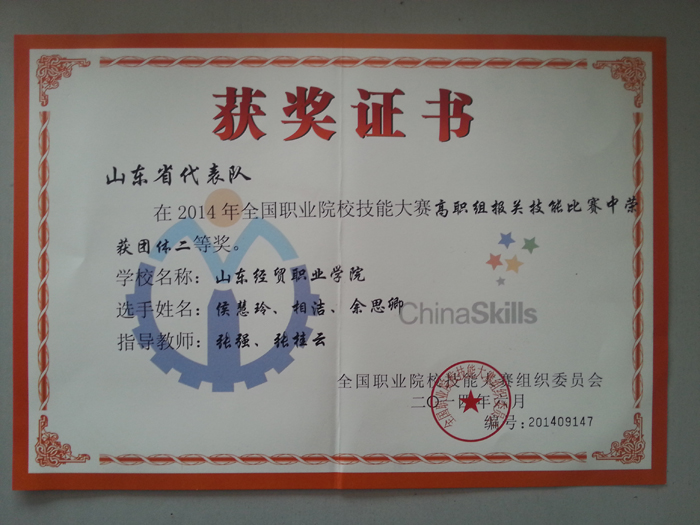 获奖证书
山东省代表队
在2014年全国职业院校技能大赛高职组报关技能比赛中荣
获团体二等奖。
学校名称：山东经贸职业学院
选手姓名：侯慧玲、相洁、余思卿
指导教师：张强、张桂云
ChinaSkills
全国职业院校技能大赛组织委员会
二〇一四年六月
编号：201409147